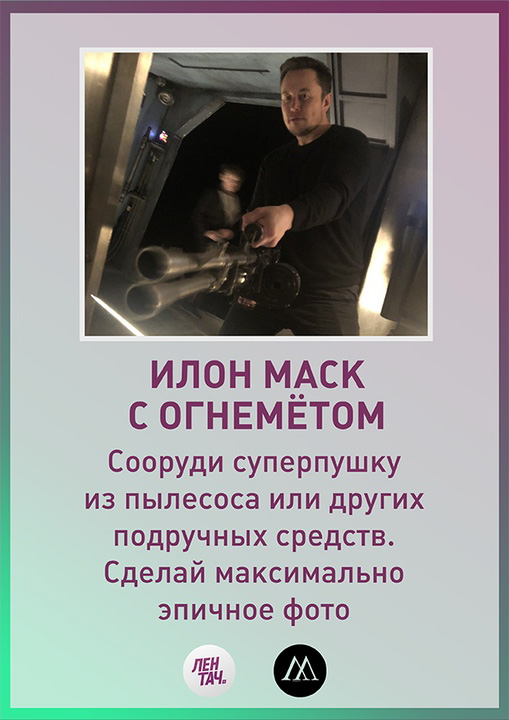 ИЛОН МАСК
С ОГНЕМЁТОМ
Сооруди суперпушку
из пылесоса или других
подручных средств.
Сделай максимально
эпичное фото
ЛЕН
ТАЧ.